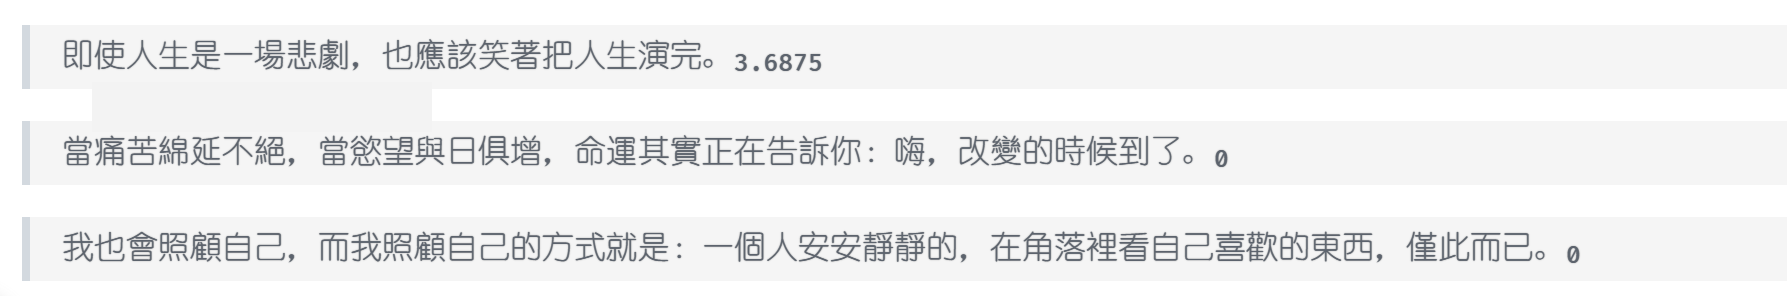 即使人生是一場悲劇，也應該笑著把人生演完。3.6875
當痛苦綿延不絕，當慾望與日俱增，命運其實正在告訴你：嗨，改變的時候到了。0
我也會照顧自己，而我照顧自己的方式就是：一個人安安靜靜的，在角落裡看自己喜歡的東西，僅此而已。0